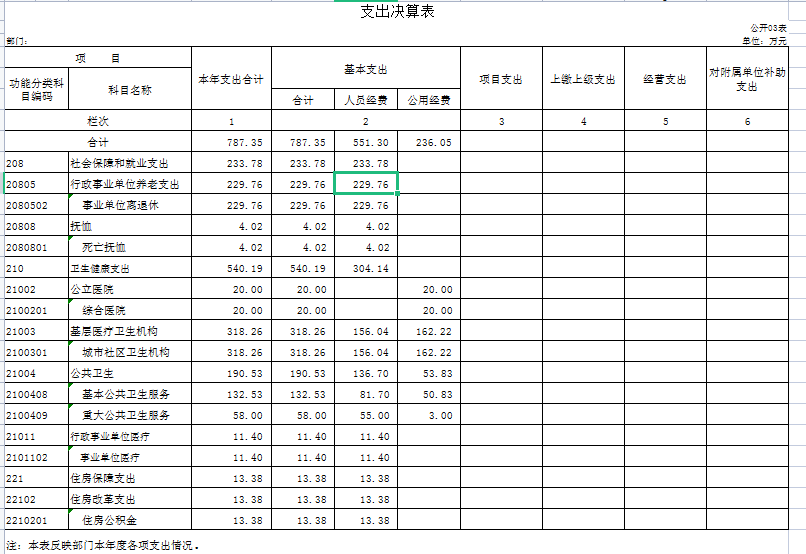 支出决算表
公开03表
部门: 单位: 万元
项 目 本年支出合计 基本支出 项目支出 上缴上级支出 经营支出 对附属单位补助支出
功能分类科目编码 科目名称 合计 人员经费 公用经费
栏次 1 2 3 4 5 6
合计 787.35 787.35 551.30 236.05
208 社会保障和就业支出 233.78 233.78 233.78
20805 行政事业单位养老支出 229.76 229.76 229.76
2080502 事业单位离退休 229.76 229.76 229.76
20808 抚恤 4.02 4.02 4.02
2080801 死亡抚恤 4.02 4.02 4.02
210 卫生健康支出 540.19 540.19 304.14
21002 公立医院 20.00 20.00 20.00
2100201 综合医院 20.00 20.00 20.00
21003 基层医疗卫生机构 318.26 318.26 156.04 162.22
2100301 城市社区卫生机构 318.26 318.26 156.04 162.22
21004 公共卫生 190.53 190.53 136.70 53.83
2100408 基本公共卫生服务 132.53 132.53 81.70 50.83
2100409 重大公共卫生服务 58.00 58.00 55.00 3.00
21011 行政事业单位医疗 11.40 11.40 11.40
2101102 事业单位医疗 11.40 11.40 11.40
221 住房保障支出 13.38 13.38 13.38
22102 住房改革支出 13.38 13.38 13.38
2210201 住房公积金 13.38 13.38 13.38
注：本表反映部门本年度各项支出情况。